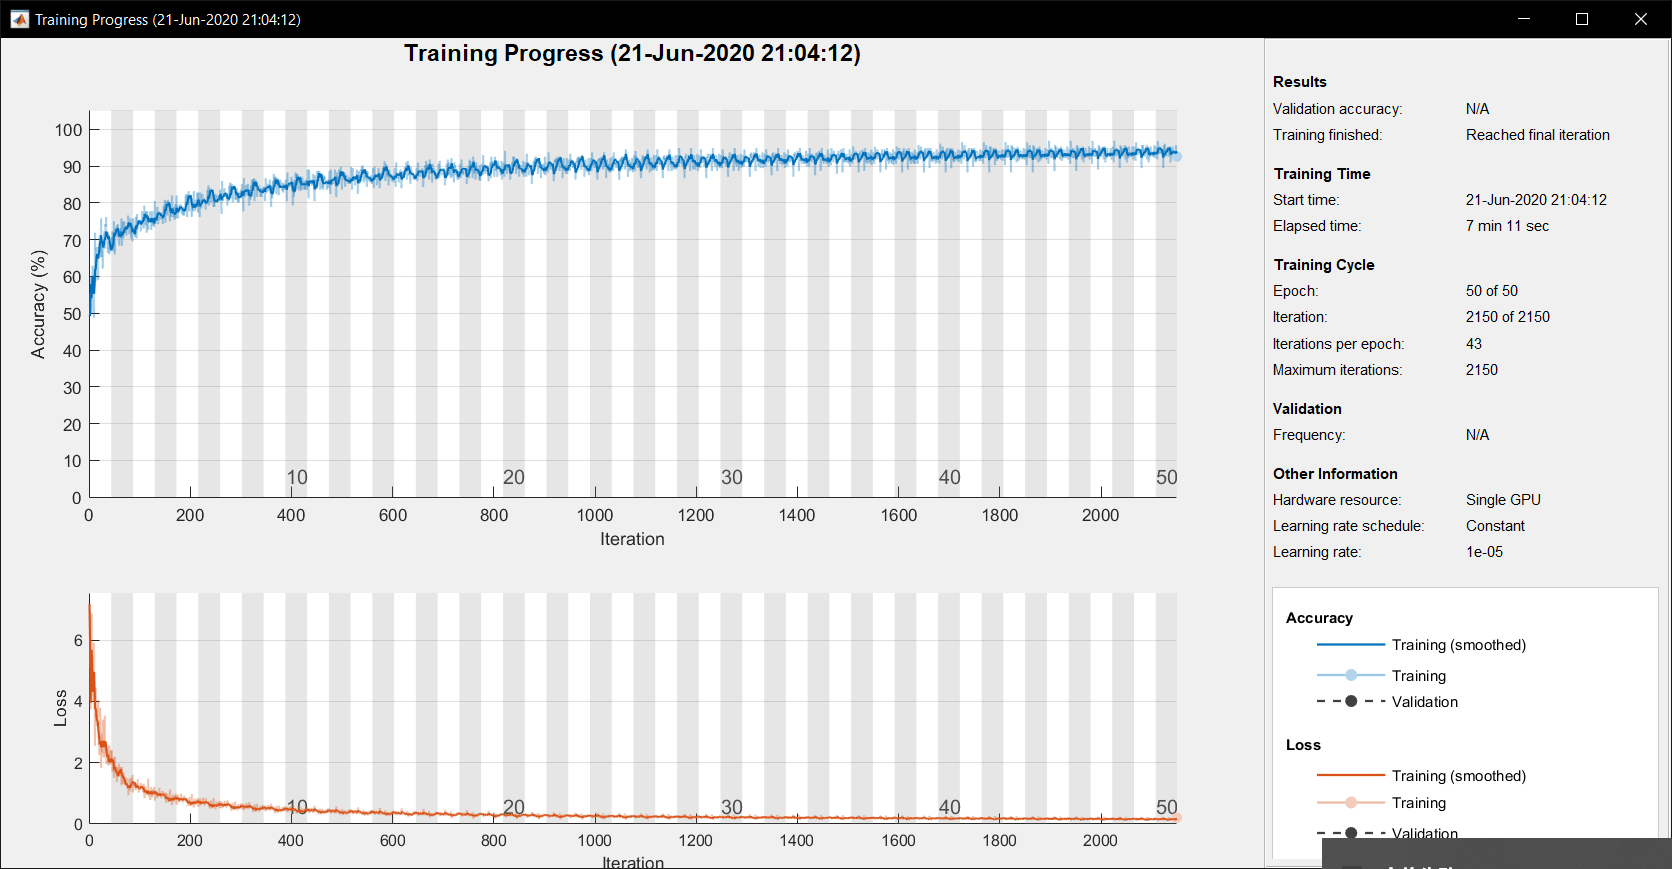 Training Progress (21-Jun-2020 21:04:12)
Training Progress (21-Jun-2020 21:04:12)
100
90
80
70
60
50
40
30
20
10
0
Accuracy (%)
10 20 30 40 50
0 200 400 600 800 1000 1200 1400 1600 1800 2000
Iteration
6
4
2
0
Loss
10 20 30 40 50
0 200 400 600 800 1000 1200 1400 1600 1800 2000
Iteration
Results
Validation accuracy: N/A
Training finished: Reached final iteration
Training Time
Start time: 21-Jun-2020 21:04:12
Elapsed time: 7 min 11 sec
Training Cycle
Epoch: 50 of 50
Iteration: 2150 of 2150
Iterations per epoch: 43
Maximum iterations: 2150
Validation
Frequency: N/A
Other Information
Hardware resource: Single GPU
Learning rate schedule: Constant
Learning rate: 1e-05
Accuracy
Training (smoothed)
Training
Validation
Loss
Training (smoothed)
Training
Validation